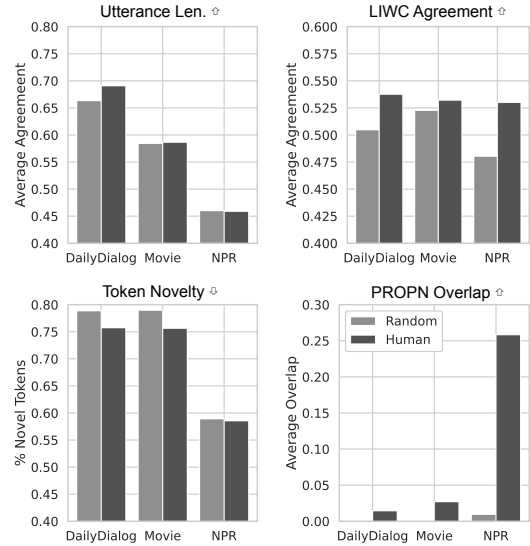 Utterance Len. ⇧
Average Agreemeent
0.80
0.75
0.70
0.65
0.60
0.55
0.50
0.45
0.40
DailyDialog Movie NPR
LIWC Agreement ⇧
Average Agreemeent
0.600
0.575
0.550
0.525
0.500
0.475
0.450
0.425
0.400
DailyDialog Movie NPR
Token Novelty ⇩
% Novel Tokens
0.80
0.75
0.70
0.65
0.60
0.55
0.50
0.45
0.40
DailyDialog Movie NPR
PROPN Overlap ⇧
Average Overlap
0.30
0.25
0.20
0.15
0.10
0.05
0.00
Random
Human
DailyDialog Movie NPR